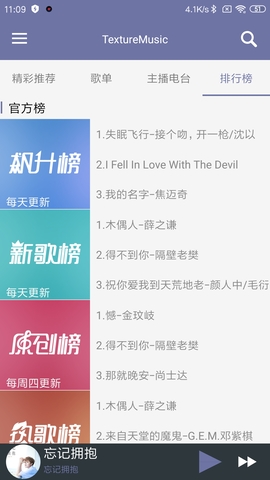 11:09
4.1K/s
57
TextureMusic
精彩推荐
歌单
主播电台
排行榜
官方榜
飙升榜
每天更新
1.失眠飞行-接个吻，开一枪/沈以
2.I Fell In Love With The Devil
3.我的名字-焦迈奇
新歌榜
每天更新
1.木偶人-薛之谦
2.得不到你-隔壁老樊
3.祝你爱我到天荒地老-颜人中/毛衍
原创榜
每周四更新
1.憾-金玟岐
2.得不到你-隔壁老樊
3.那就晚安-尚士达
热歌榜
1.木偶人-薛之谦
2.来自天堂的魔鬼-G.E.M.邓紫棋
忘记拥抱
忘记拥抱